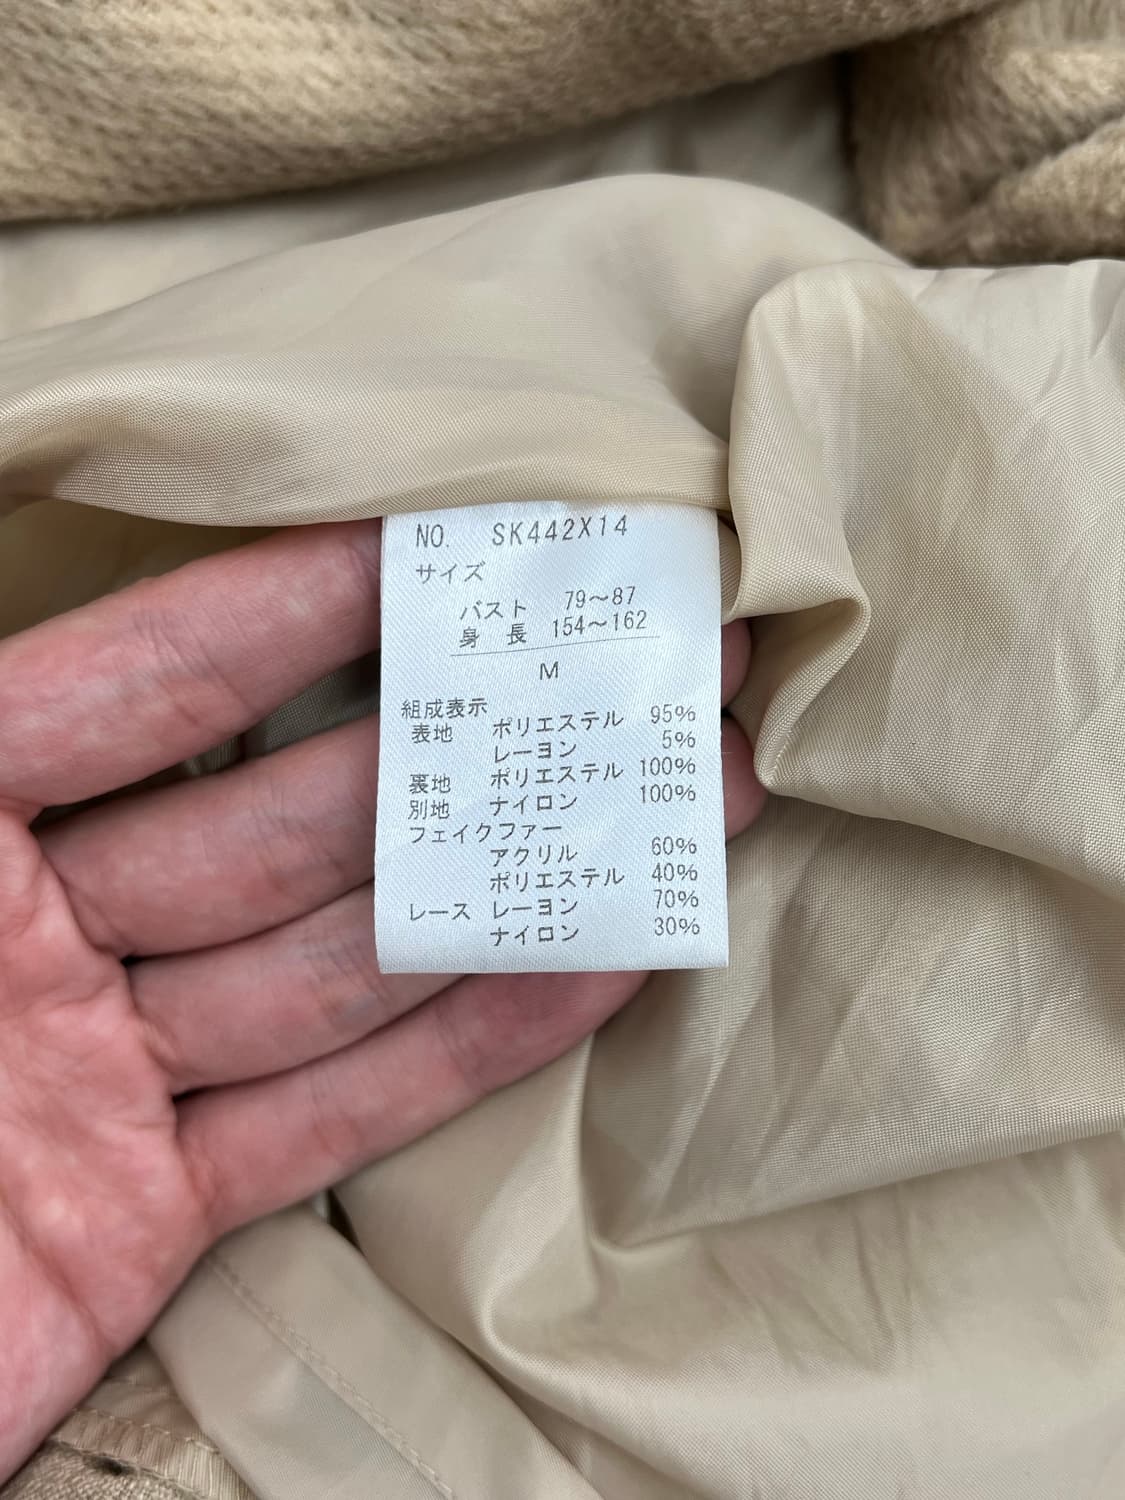 NO. SK442X14
サイズ
バスト 79～87
身長 154～162
M
組成表示
表地 ポリエステル 95%
レーヨン 5%
裏地 ポリエステル 100%
別地 ナイロン 100%
フェイクファー
アクリル 60%
ポリエステル 40%
レース レーヨン 70%
ナイロン 30%